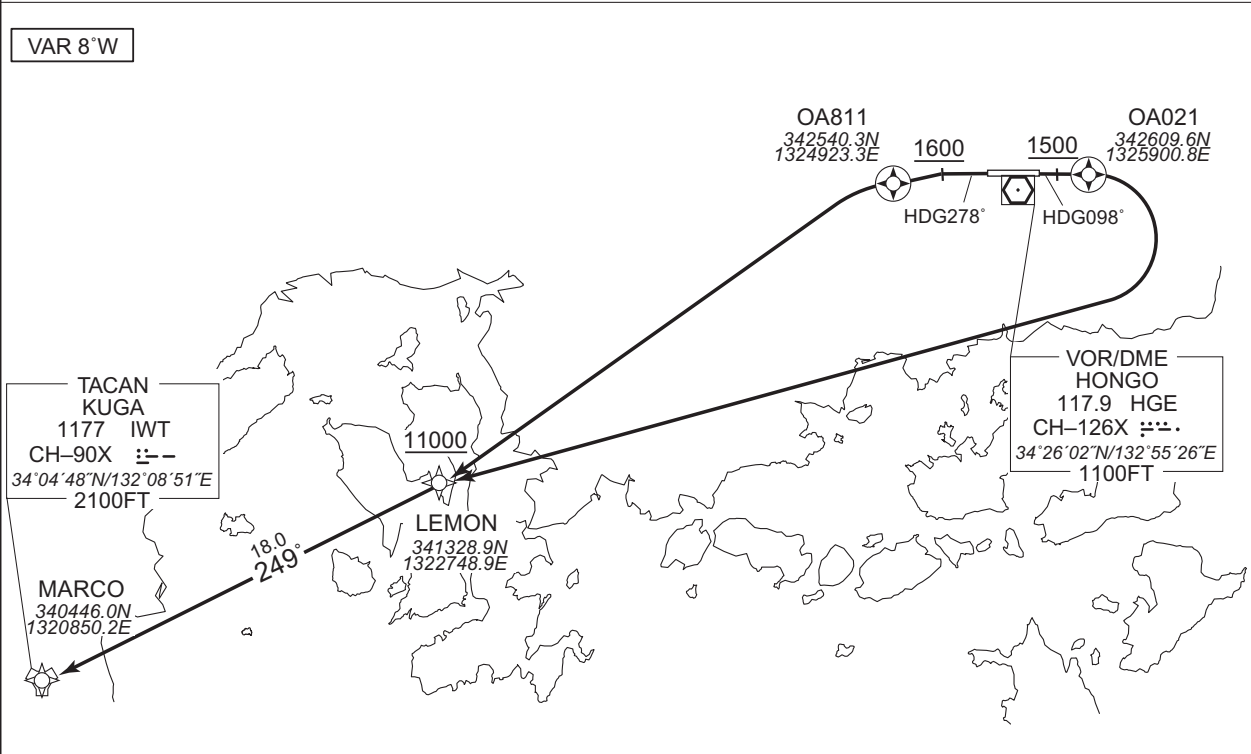 VAR 8°W
OA811
342540.3N
1324923.3E
1600
1500
OA021
342609.6N
1325900.8E
HDG278°
HDG098°
TACAN
KUGA
1177 IWT
CH–90X
34°04´48˝N/132°08´51˝E
2100FT
11000
VOR/DME
HONGO
117.9 HGE
CH–126X
34°26´02˝N/132°55´26˝E
1100FT
LEMON
341328.9N
1322748.9E
18.0
249°
MARCO
340446.0N
1320850.2E